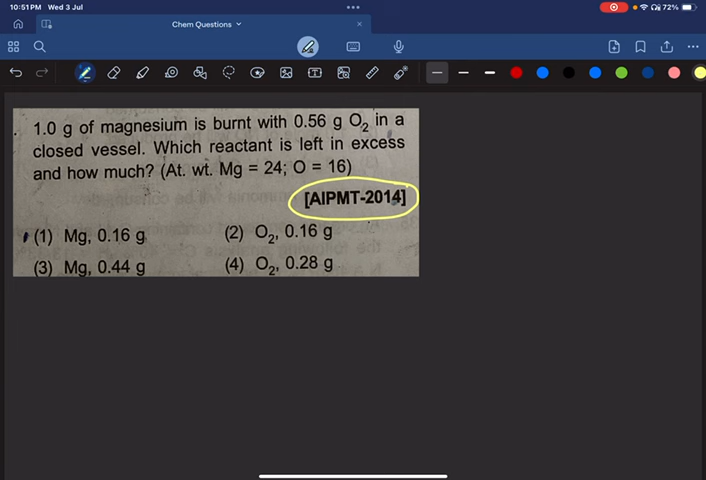 10:51 PM Wed 3 Jul
72%
Chem Questions
1.0 g of magnesium is burnt with 0.56 g O₂ in a
closed vessel. Which reactant is left in excess
and how much? (At. wt. Mg = 24; O = 16)
[AIPMT-2014]
(1) Mg, 0.16 g
(2) O₂, 0.16 g
(3) Mg, 0.44 g
(4) O₂, 0.28 g